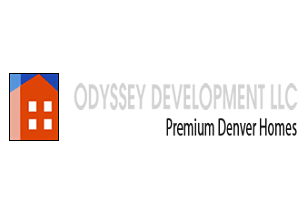 ODYSSEY DEVELOPMENT LLC
Premium Denver Homes